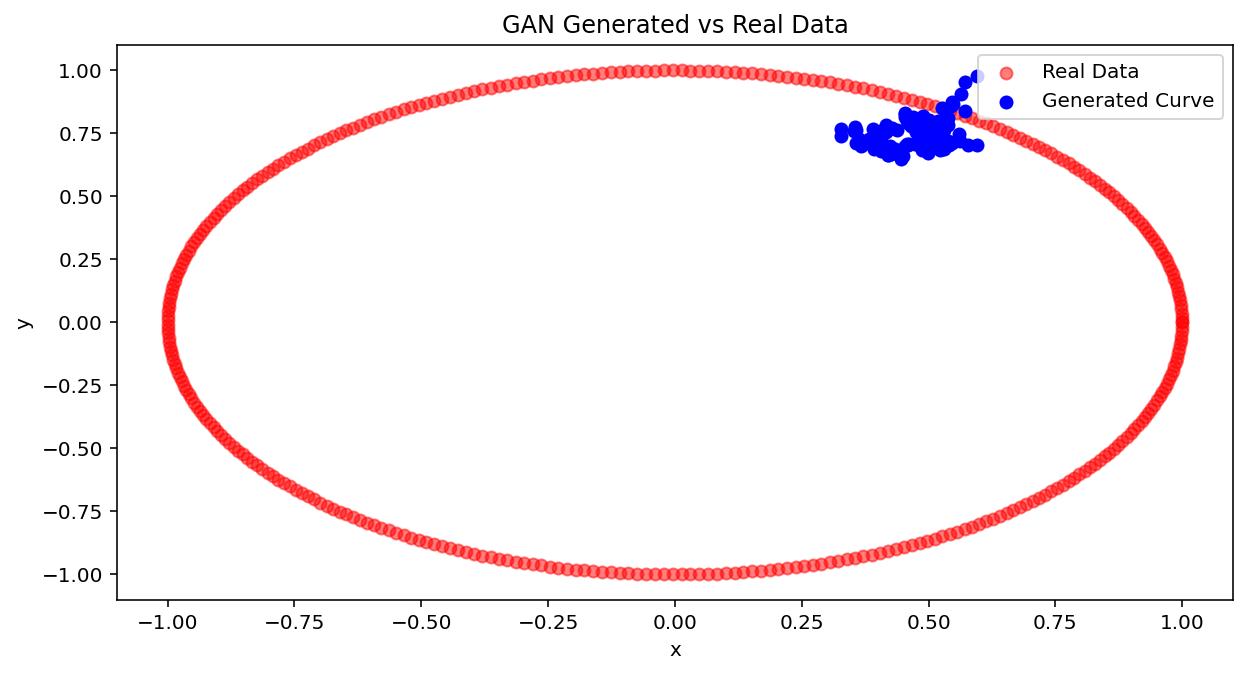 GAN Generated vs Real Data
Real Data
Generated Curve
1.00
0.75
0.50
0.25
0.00
−0.25
−0.50
−0.75
−1.00
y
−1.00 −0.75 −0.50 −0.25 0.00 0.25 0.50 0.75 1.00
x